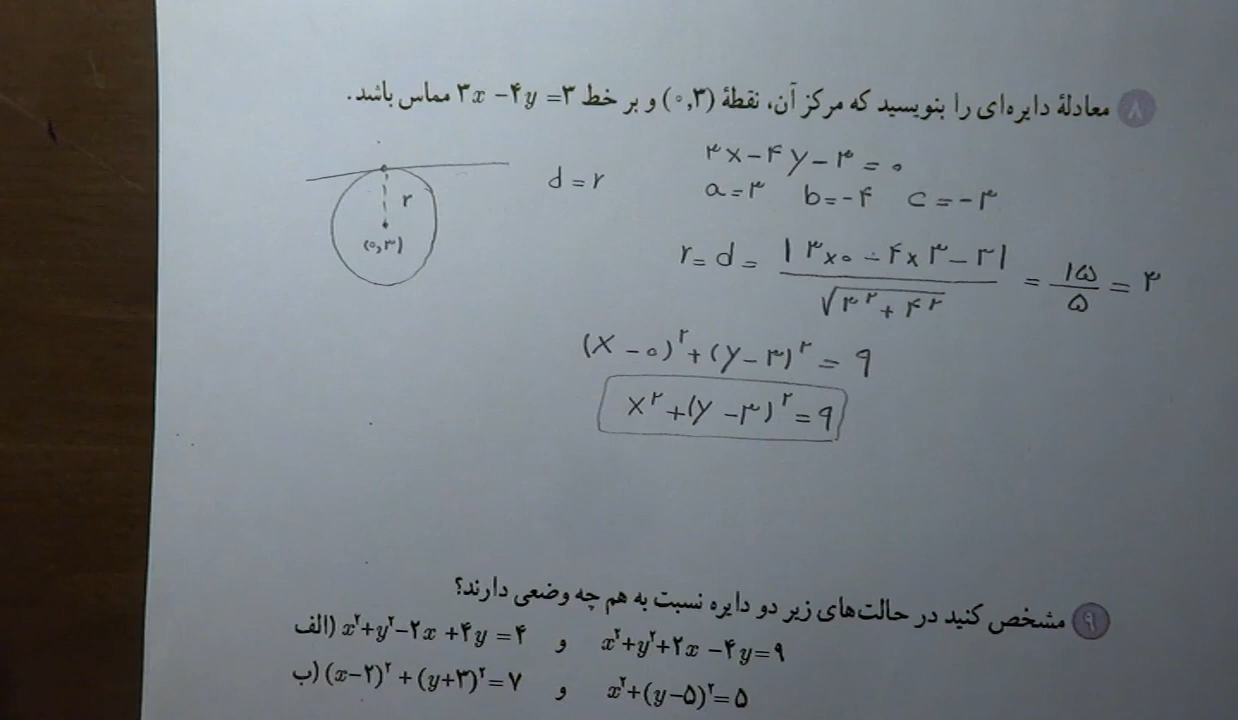 ۸ معادلهٔ دایره‌ای را بنویسید که مرکز آن، نقطهٔ (۰,۳) و بر خط ۳x -۴y =۳ مماس باشد.
۳x-۴y-۳=۰
d=r
a=۳ b=-۴ c=-۳
r
(۰,۳)
r=d= |۳×۰-۴×۳-۳| / √۳²+۴² = ۱۵/۵ = ۳
(x-۰)²+(y-۳)²=۹
x²+(y-۳)²=۹
۹ مشخص کنید در حالت‌های زیر دو دایره نسبت به هم چه وضعی دارند؟
الف) x²+y²-۲x+۴y=۴ و x²+y²+۲x-۴y=۹
ب) (x-۲)²+(y+۳)²=۷ و x²+(y-۵)²=۵